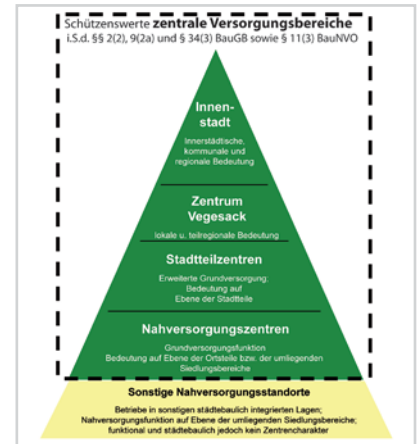 Schützenswerte zentrale Versorgungsbereiche
i.S.d. §§ 2(2), 9(2a) und § 34(3) BauGB sowie § 11(3) BauNVO
Innen-
stadt
Innerstädtische,
kommunale und
regionale Bedeutung
Zentrum
Vegesack
lokale u. teilregionale Bedeutung
Stadtteilzentren
Erweiterte Grundversorgung;
Bedeutung auf
Ebene der Stadtteile
Nahversorgungszentren
Grundversorgungsfunktion
Bedeutung auf Ebene der Ortsteile bzw. der umliegenden
Siedlungsbereiche
Sonstige Nahversorgungsstandorte
Betriebe in sonstigen städtebaulich integrierten Lagen;
Nahversorgungsfunktion auf Ebene der umliegenden Siedlungsbereiche;
funktional und städtebaulich jedoch kein Zentrencharakter